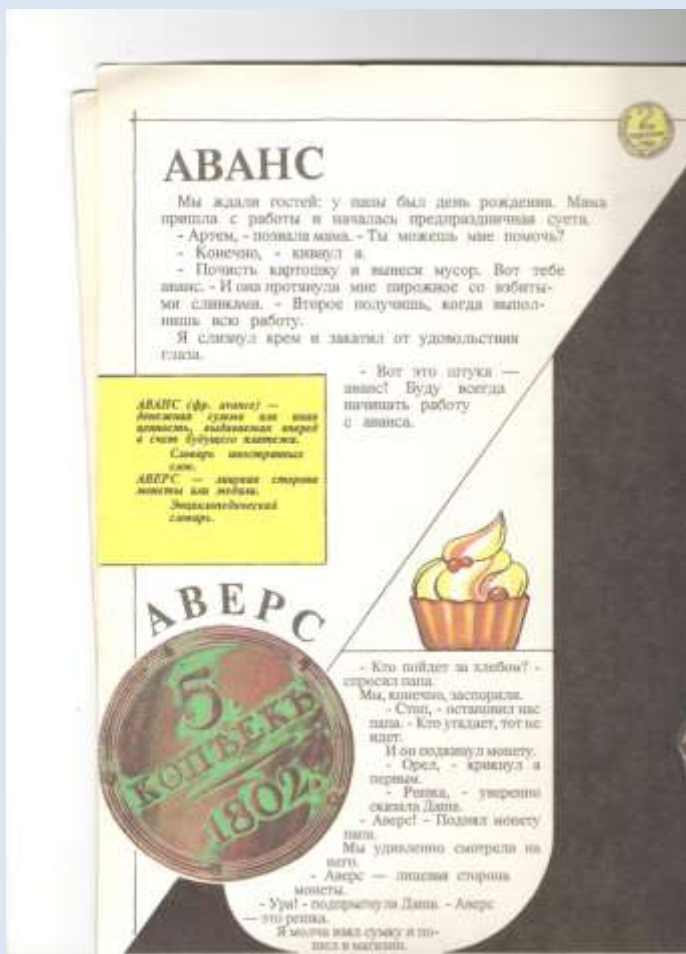 2
АВАНС
Мы ждали гостей: у папы был день рождения. Мама
пришла с работы и началась предпраздничная суета.
- Артем, - позвала мама. - Ты можешь мне помочь?
- Конечно, - кивнул я.
- Почисть картошку и вынеси мусор. Вот тебе
аванс. - И она протянула мне пирожное со взбиты-
ми сливками. - Второе получишь, когда выпол-
нишь всю работу.
Я слизнул крем и закатил от удовольствия
глаза.
- Вот это штука —
аванс! Буду всегда
начинать работу
с аванса.
АВАНС (фр. avance) —
денежная сумма или иная
ценность, выдаваемая вперед
в счет будущего платежа.
Словарь иностранных
слов.
АВЕРС — лицевая сторона
монеты или медали.
Энциклопедический
словарь.
АВЕРС
5
КОПѢЕКЪ
1802
- Кто пойдет за хлебом? -
спросил папа.
Мы, конечно, заспорили.
- Стоп, - остановил нас
папа. - Кто угадает, тот не
идет.
И он подкинул монету.
- Орел, - крикнул я
первым.
- Решка, - уверенно
сказала Даша.
- Аверс! - Поднял монету
папа.
Мы удивленно смотрели на
него.
- Аверс — лицевая сторона
монеты.
- Ура! - подпрыгнула Даша. - Аверс
— это решка.
Я молча взял сумку и по-
шел в магазин.